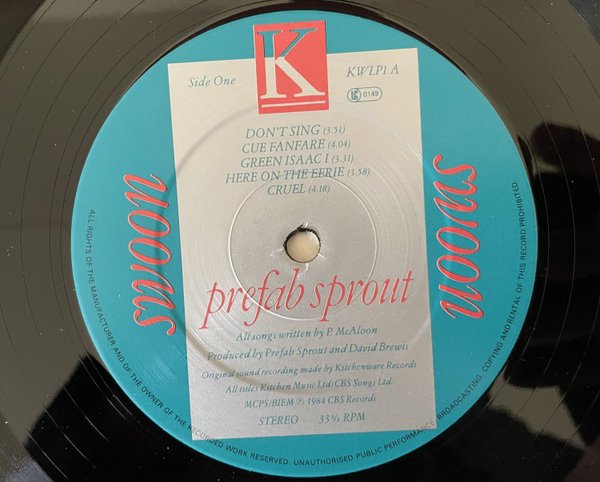 K
Side One
KWLP1 A
LC 0149
DON'T SING (3.51)
CUE FANFARE (4.04)
GREEN ISAAC I (3.31)
HERE ON THE EERIE (3.58)
CRUEL (4.18)
swoon
swoon
prefab sprout
All songs written by P. McAloon
Produced by Prefab Sprout and David Brewis
Original sound recording made by Kitchenware Records
All titles Kitchen Music Ltd/CBS Songs Ltd.
MCPS/BIEM ℗ 1984 CBS Records
STEREO 33⅓ RPM
ALL RIGHTS OF THE MANUFACTURER AND OF THE OWNER OF THE RECORDED WORK RESERVED. UNAUTHORISED PUBLIC PERFORMANCE, BROADCASTING, COPYING AND RENTAL OF THIS RECORD PROHIBITED.